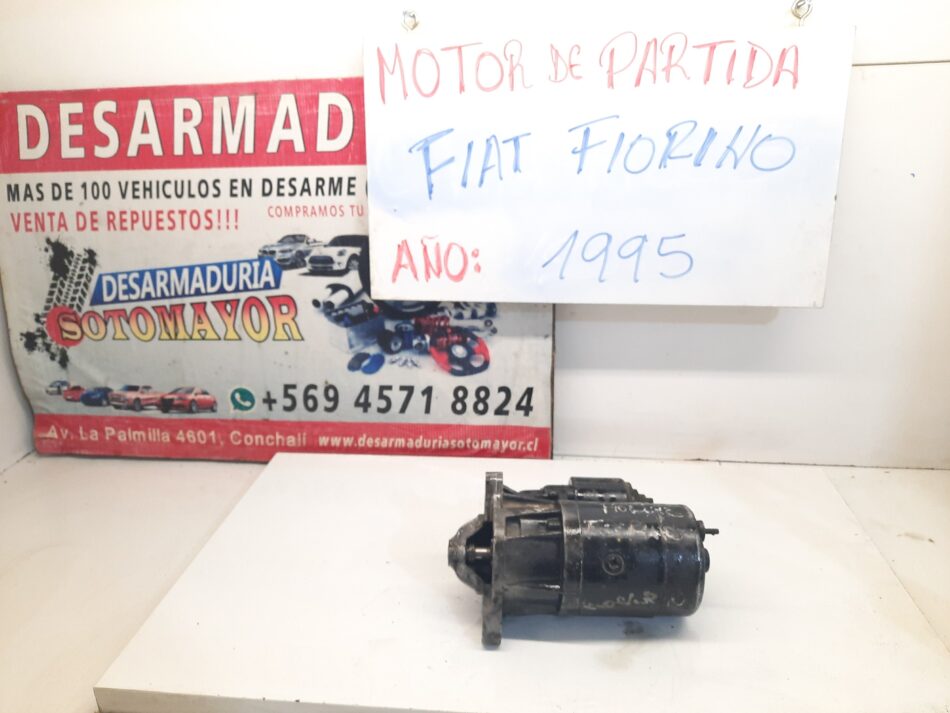 MOTOR DE PARTIDA
FIAT FIORINO
AÑO: 1995
DESARMAD
MAS DE 100 VEHICULOS EN DESARME (
VENTA DE REPUESTOS!!!
COMPRAMOS TU
DESARMADURIA
SOTOMAYOR
+569 4571 8824
Av. La Palmilla 4601, Conchalí www.desarmaduriasotomayor.cl